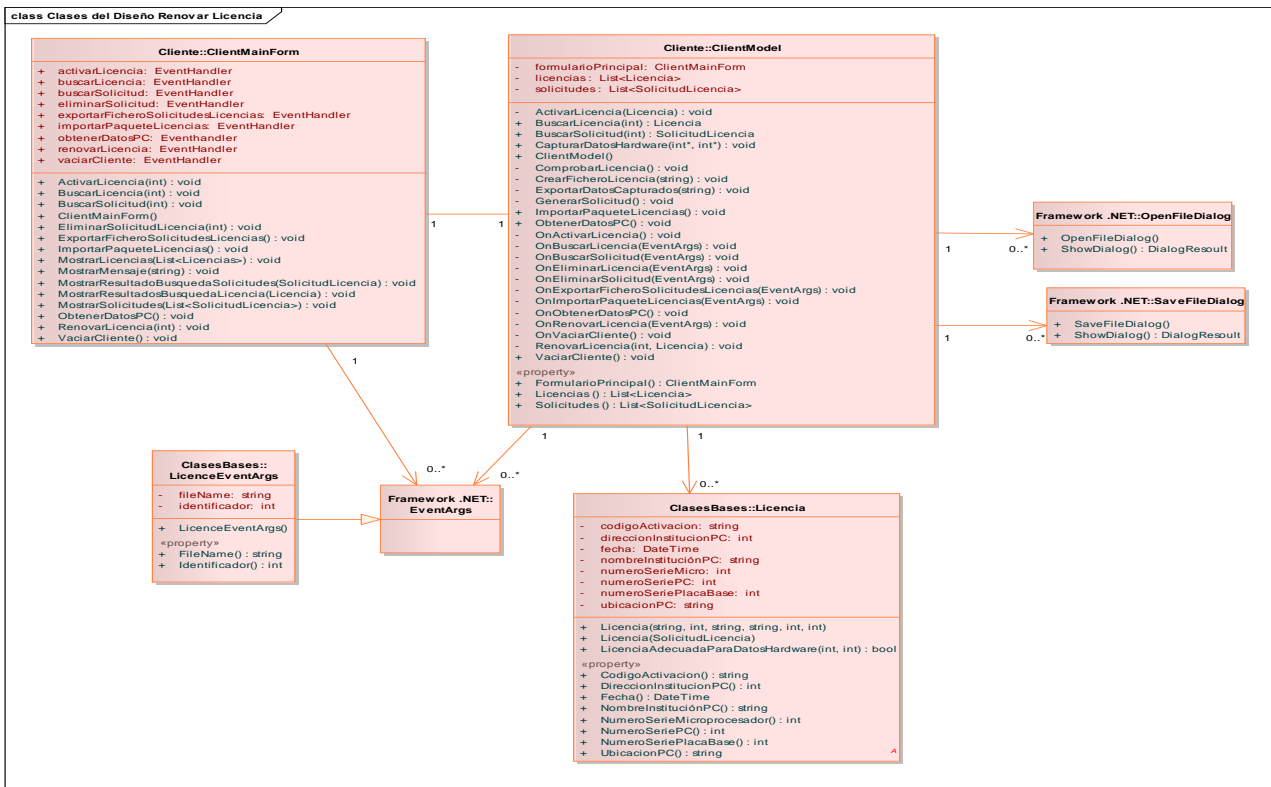 class Clases del Diseño Renovar Licencia
Cliente::ClientMainForm
+ activarLicencia: EventHandler
+ buscarLicencia: EventHandler
+ buscarSolicitud: EventHandler
+ eliminarSolicitud: EventHandler
+ exportarFicheroSolicitudesLicencias: EventHandler
+ importarPaqueteLicencias: EventHandler
+ obtenerDatosPC: Eventhandler
+ renovarLicencia: EventHandler
+ vaciarCliente: EventHandler
+ ActivarLicencia(int) : void
+ BuscarLicencia(int) : void
+ BuscarSolicitud(int) : void
+ ClientMainForm()
+ EliminarSolicitudLicencia(int) : void
+ ExportarFicheroSolicitudesLicencias() : void
+ ImportarPaqueteLicencias() : void
+ MostrarLicencias(List<Licencias>) : void
+ MostrarMensaje(string) : void
+ MostrarResultadoBusquedaSolicitudes(SolicitudLicencia) : void
+ MostrarResultadosBusquedaLicencia(Licencia) : void
+ MostrarSolicitudes(List<SolicitudLicencia>) : void
+ ObtenerDatosPC() : void
+ RenovarLicencia(int) : void
+ VaciarCliente() : void
Cliente::ClientModel
- formularioPrincipal: ClientMainForm
- licencias: List<Licencia>
- solicitudes: List<SolicitudLicencia>
- ActivarLicencia(Licencia) : void
+ BuscarLicencia(int) : Licencia
+ BuscarSolicitud(int) : SolicitudLicencia
+ CapturarDatosHardware(int*, int*) : void
+ ClientModel()
- ComprobarLicencia() : void
- CrearFicheroLicencia(string) : void
- ExportarDatosCapturados(string) : void
- GenerarSolicitud() : void
+ ImportarPaqueteLicencias() : void
+ ObtenerDatosPC() : void
- OnActivarLicencia() : void
- OnBuscarLicencia(EventArgs) : void
- OnBuscarSolicitud(EventArgs) : void
- OnEliminarLicencia(EventArgs) : void
- OnEliminarSolicitud(EventArgs) : void
- OnExportarFicheroSolicitudesLicencias(EventArgs) : void
- OnImportarPaqueteLicencias(EventArgs) : void
- OnObtenerDatosPC() : void
- OnRenovarLicencia(EventArgs) : void
- OnVaciarCliente() : void
- RenovarLicencia(int, Licencia) : void
+ VaciarCliente() : void
«property»
+ FormularioPrincipal() : ClientMainForm
+ Licencias() : List<Licencia>
+ Solicitudes() : List<SolicitudLicencia>
1
1
Framework .NET::OpenFileDialog
+ OpenFileDialog()
+ ShowDialog() : DialogResoult
1
0..*
Framework .NET::SaveFileDialog
+ SaveFileDialog()
+ ShowDialog() : DialogResoult
1
0..*
1
0..*
1
0..*
1
0..*
ClasesBases::
LicenceEventArgs
- fileName: string
- identificador: int
+ LicenceEventArgs()
«property»
+ FileName() : string
+ Identificador() : int
Framework .NET::
EventArgs
ClasesBases::Licencia
- codigoActivacion: string
- direccionInstitucionPC: int
- fecha: DateTime
- nombreInstituciónPC: string
- numeroSerieMicro: int
- numeroSeriePC: int
- numeroSeriePlacaBase: int
- ubicacionPC: string
+ Licencia(string, int, string, string, int, int)
+ Licencia(SolicitudLicencia)
+ LicenciaAdecuadaParaDatosHardware(int, int) : bool
«property»
+ CodigoActivacion() : string
+ DireccionInstitucionPC() : int
+ Fecha() : DateTime
+ NombreInstituciónPC() : string
+ NumeroSerieMicroprocesador() : int
+ NumeroSeriePC() : int
+ NumeroSeriePlacaBase() : int
+ UbicacionPC() : string
A